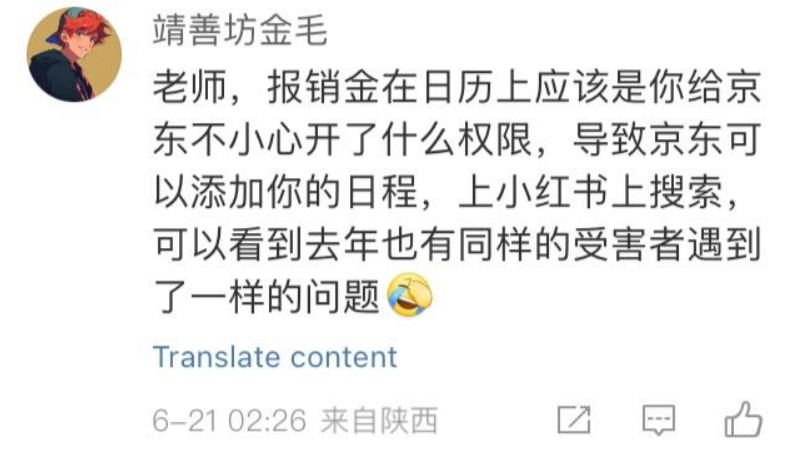 靖善坊金毛
老师，报销金在日历上应该是你给京
东不小心开了什么权限，导致京东可
以添加你的日程，上小红书上搜索，
可以看到去年也有同样的受害者遇到
了一样的问题🤣
Translate content
6-21 02:26 来自陕西